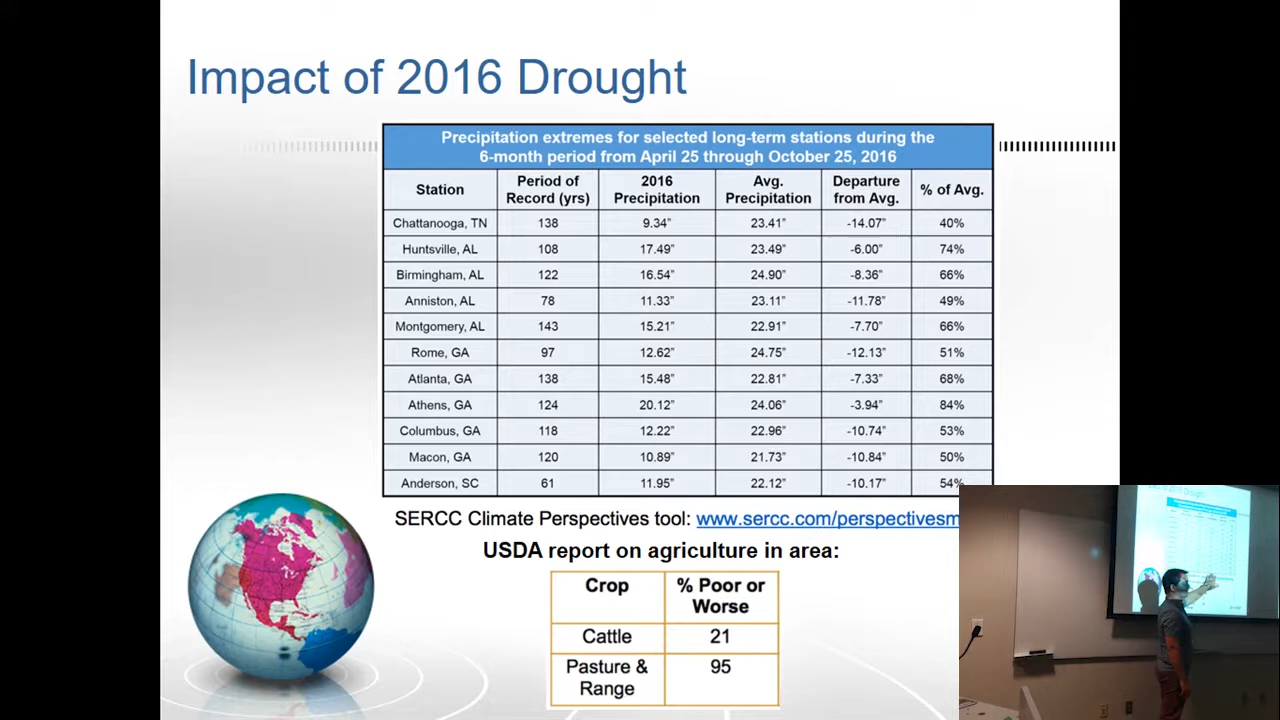 Impact of 2016 Drought
Precipitation extremes for selected long-term stations during the
6-month period from April 25 through October 25, 2016
Station Period of Record (yrs) 2016 Precipitation Avg. Precipitation Departure from Avg. % of Avg.
Chattanooga, TN 138 9.34” 23.41” -14.07” 40%
Huntsville, AL 108 17.49” 23.49” -6.00” 74%
Birmingham, AL 122 16.54” 24.90” -8.36” 66%
Anniston, AL 78 11.33” 23.11” -11.78” 49%
Montgomery, AL 143 15.21” 22.91” -7.70” 66%
Rome, GA 97 12.62” 24.75” -12.13” 51%
Atlanta, GA 138 15.48” 22.81” -7.33” 68%
Athens, GA 124 20.12” 24.06” -3.94” 84%
Columbus, GA 118 12.22” 22.96” -10.74” 53%
Macon, GA 120 10.89” 21.73” -10.84” 50%
Anderson, SC 61 11.95” 22.12” -10.17” 54%
SERCC Climate Perspectives tool: www.sercc.com/perspectivesm
USDA report on agriculture in area:
Crop % Poor or Worse
Cattle 21
Pasture & Range 95